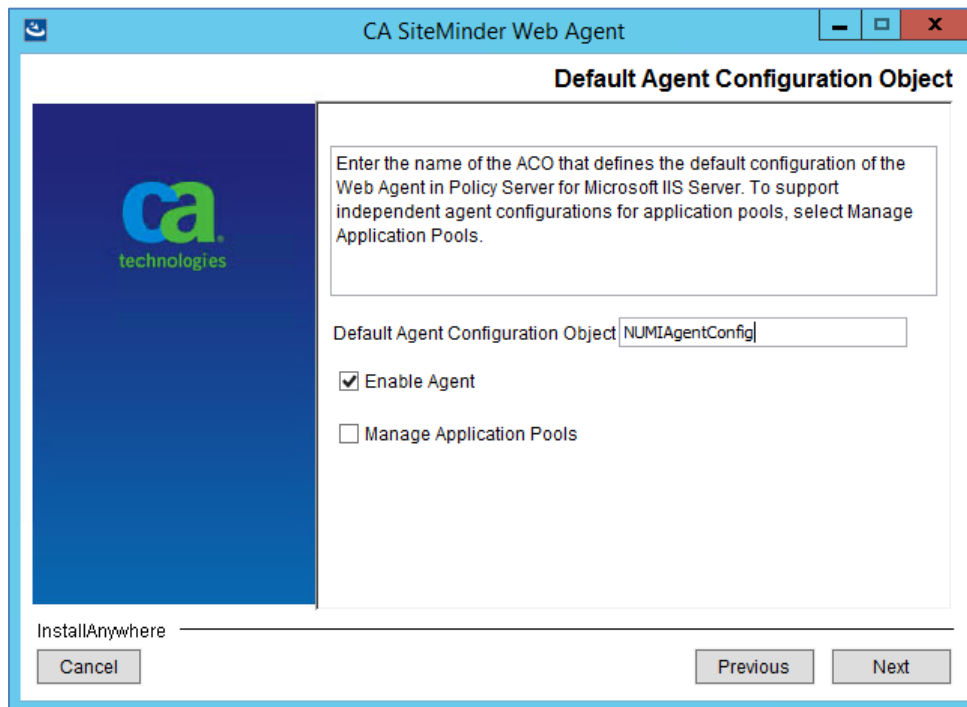 CA SiteMinder Web Agent
Default Agent Configuration Object
ca
technologies
Enter the name of the ACO that defines the default configuration of the
Web Agent in Policy Server for Microsoft IIS Server. To support
independent agent configurations for application pools, select Manage
Application Pools.
Default Agent Configuration Object NUMIAgentConfig
Enable Agent
Manage Application Pools
InstallAnywhere
Cancel Previous Next